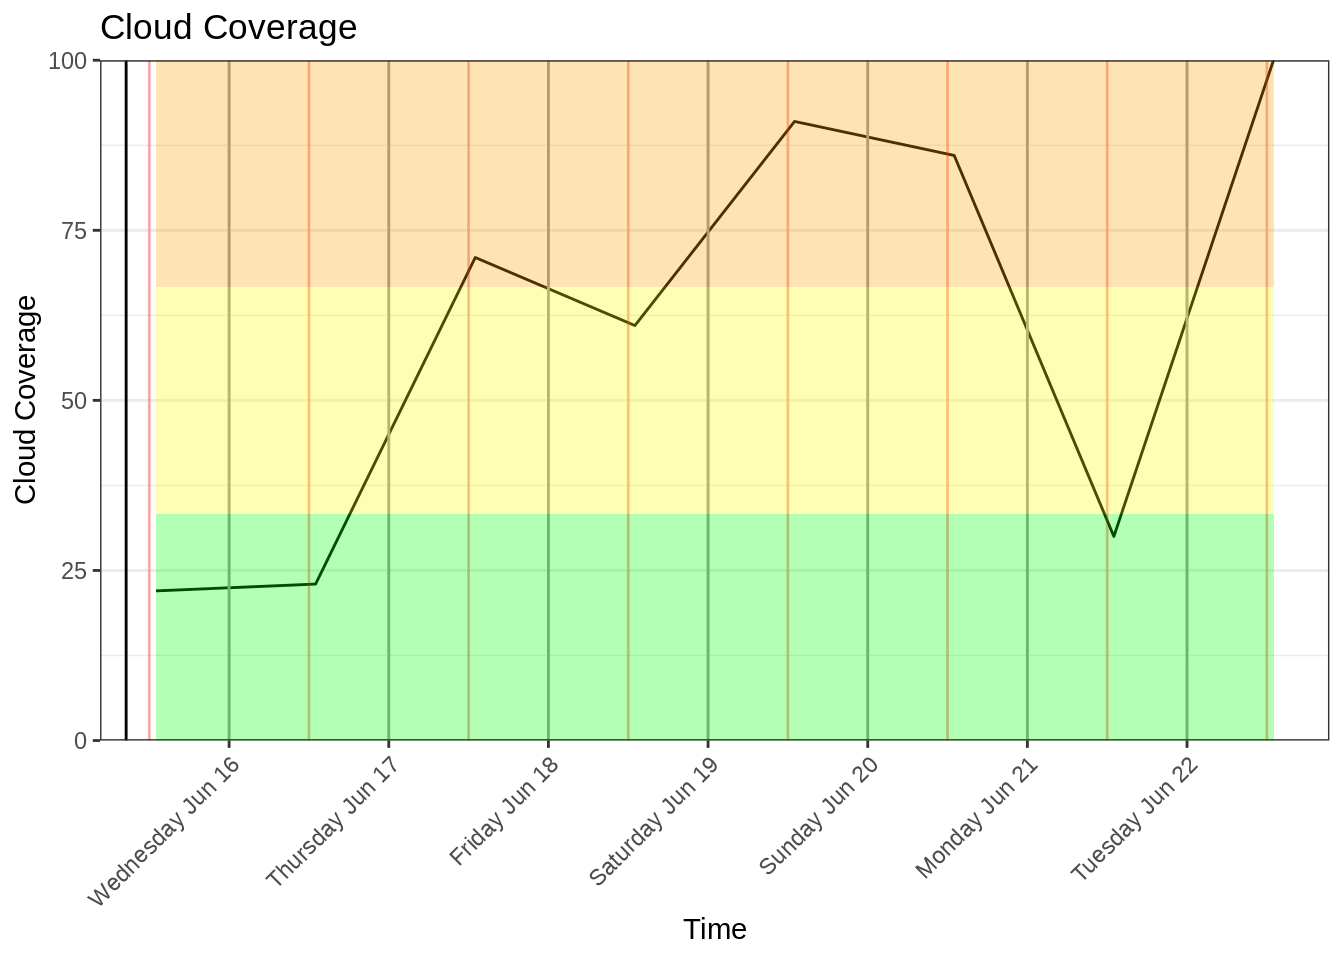 Cloud Coverage
Cloud Coverage
100
75
50
25
0
Wednesday Jun 16
Thursday Jun 17
Friday Jun 18
Saturday Jun 19
Sunday Jun 20
Monday Jun 21
Tuesday Jun 22
Time